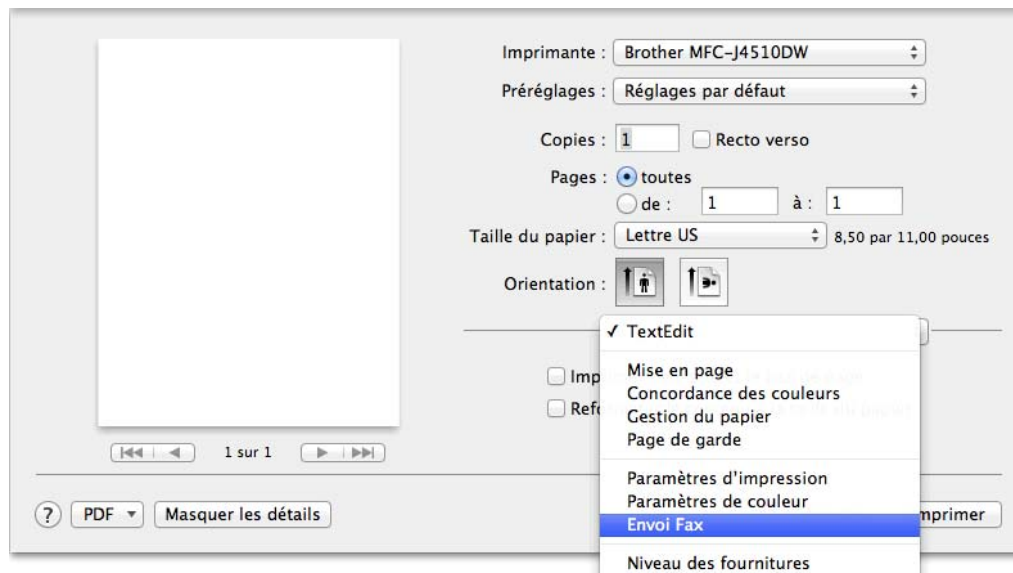 Imprimante : Brother MFC-J4510DW
Préréglages : Réglages par défaut
Copies : 1 Recto verso
Pages : toutes
de : 1 à : 1
Taille du papier : Lettre US 8,50 par 11,00 pouces
Orientation :
✓ TextEdit
Mise en page
Concordance des couleurs
Gestion du papier
Page de garde
Paramètres d'impression
Paramètres de couleur
Envoi Fax
Niveau des fournitures
Imp
Refo
1 sur 1
? PDF Masquer les détails mprimer